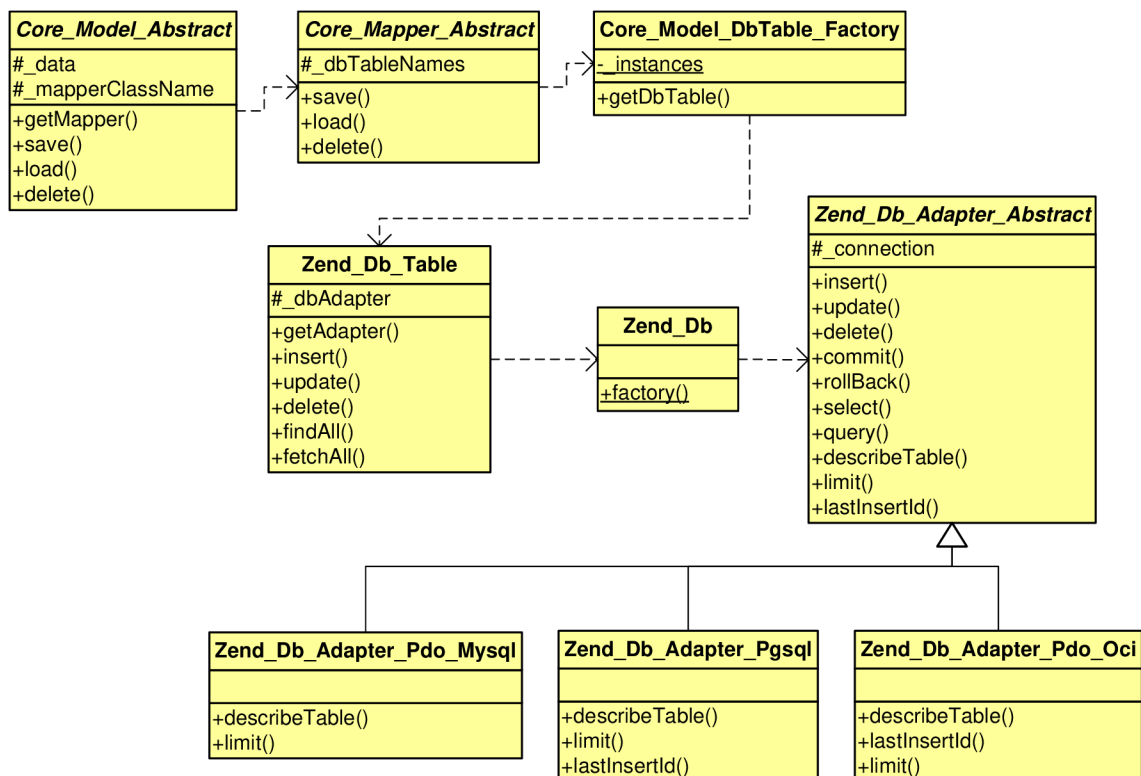 Core_Model_Abstract
#_data
#_mapperClassName
+getMapper()
+save()
+load()
+delete()
Core_Mapper_Abstract
#_dbTableNames
+save()
+load()
+delete()
Core_Model_DbTable_Factory
-_instances
+getDbTable()
Zend_Db_Table
#_dbAdapter
+getAdapter()
+insert()
+update()
+delete()
+findAll()
+fetchAll()
Zend_Db
+factory()
Zend_Db_Adapter_Abstract
#_connection
+insert()
+update()
+delete()
+commit()
+rollBack()
+select()
+query()
+describeTable()
+limit()
+lastInsertId()
Zend_Db_Adapter_Pdo_Mysql
+describeTable()
+limit()
Zend_Db_Adapter_Pgsql
+describeTable()
+limit()
+lastInsertId()
Zend_Db_Adapter_Pdo_Oci
+describeTable()
+lastInsertId()
+limit()